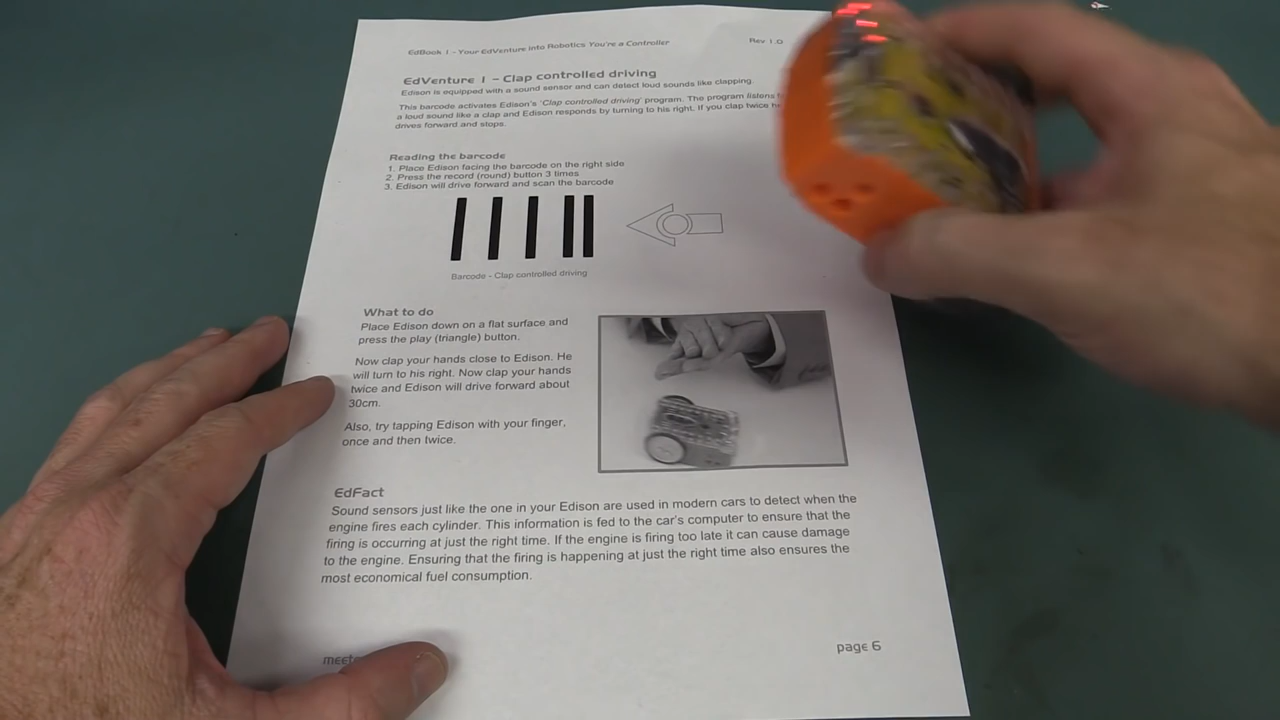 EdBook 1 - Your EdVenture into Robotics You're a Controller
Rev 1.0
EdVenture 1 - Clap controlled driving
Edison is equipped with a sound sensor and can detect loud sounds like clapping.
This barcode activates Edison's 'Clap controlled driving' program. The program listens
a loud sound like a clap and Edison responds by turning to his right. If you clap twice
drives forward and stops.
Reading the barcode
1. Place Edison facing the barcode on the right side
2. Press the record (round) button 3 times
3. Edison will drive forward and scan the barcode
Barcode - Clap controlled driving
What to do
Place Edison down on a flat surface and
press the play (triangle) button.
Now clap your hands close to Edison. He
will turn to his right. Now clap your hands
twice and Edison will drive forward about
30cm.
Also, try tapping Edison with your finger,
once and then twice.
EdFact
Sound sensors just like the one in your Edison are used in modern cars to detect when the
engine fires each cylinder. This information is fed to the car's computer to ensure that the
firing is occurring at just the right time. If the engine is firing too late it can cause damage
to the engine. Ensuring that the firing is happening at just the right time also ensures the
most economical fuel consumption.
page 6